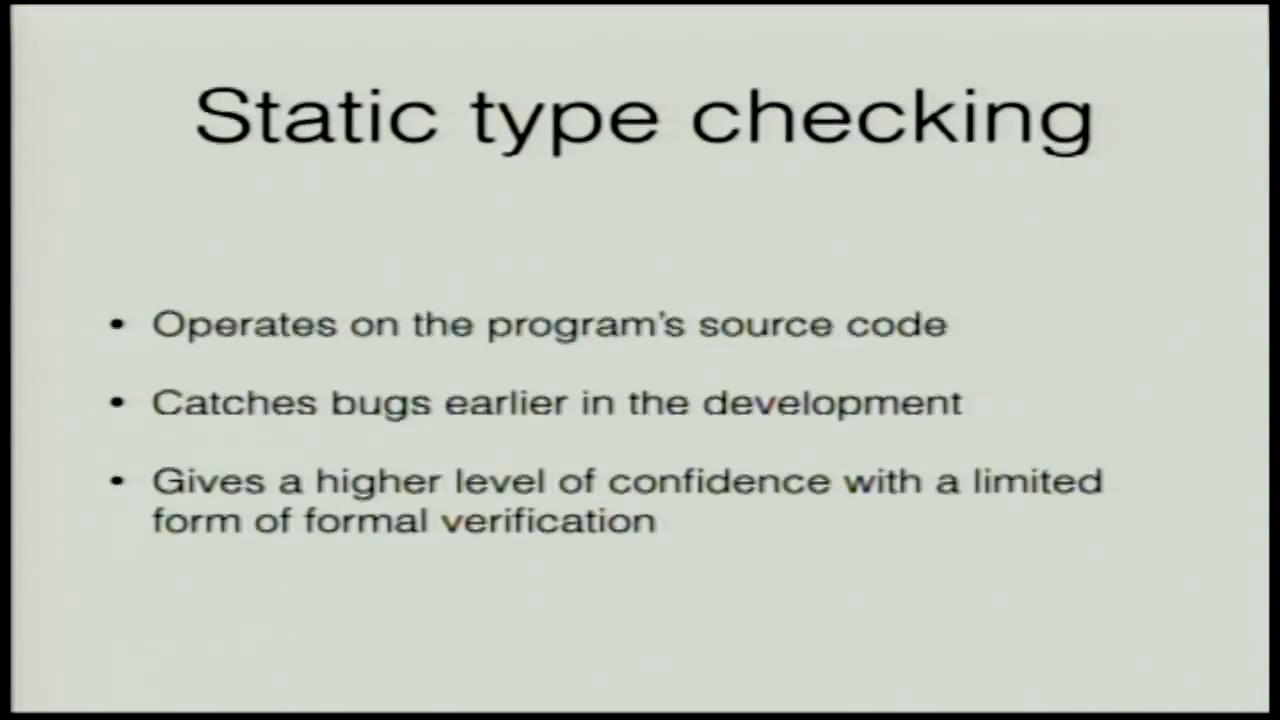 Static type checking
• Operates on the program's source code
• Catches bugs earlier in the development
• Gives a higher level of confidence with a limited
form of formal verification